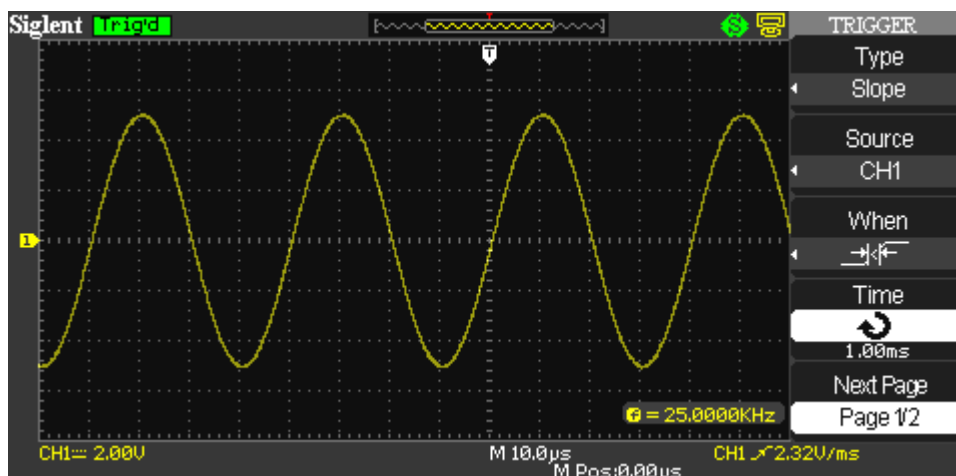 Siglent Trig'd
T
1
f = 25.0000KHz
CH1 2.00V
M 10.0µs
M Pos:0.00µs
CH1 2.32V/ms
TRIGGER
Type
Slope
Source
CH1
When
Time
1.00ms
Next Page
Page 1/2